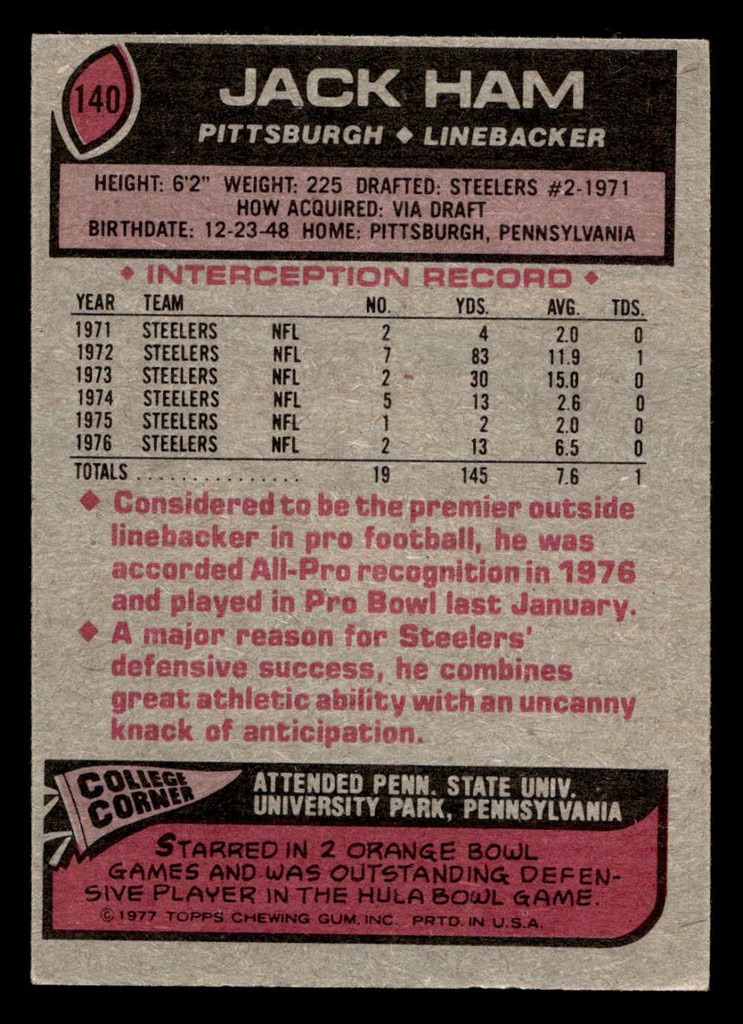 140
JACK HAM
PITTSBURGH ◆ LINEBACKER
HEIGHT: 6'2" WEIGHT: 225 DRAFTED: STEELERS #2-1971
HOW ACQUIRED: VIA DRAFT
BIRTHDATE: 12-23-48 HOME: PITTSBURGH, PENNSYLVANIA
◆ INTERCEPTION RECORD ◆
YEAR TEAM NO. YDS. AVG. TDS.
1971 STEELERS NFL 2 4 2.0 0
1972 STEELERS NFL 7 83 11.9 1
1973 STEELERS NFL 2 30 15.0 0
1974 STEELERS NFL 5 13 2.6 0
1975 STEELERS NFL 1 2 2.0 0
1976 STEELERS NFL 2 13 6.5 0
TOTALS ................ 19 145 7.6 1
◆ Considered to be the premier outside
linebacker in pro football, he was
accorded All-Pro recognition in 1976
and played in Pro Bowl last January.
◆ A major reason for Steelers'
defensive success, he combines
great athletic ability with an uncanny
knack of anticipation.
COLLEGE
CORNER
ATTENDED PENN. STATE UNIV.
UNIVERSITY PARK, PENNSYLVANIA
STARRED IN 2 ORANGE BOWL
GAMES AND WAS OUTSTANDING DEFEN-
SIVE PLAYER IN THE HULA BOWL GAME.
©1977 TOPPS CHEWING GUM, INC. PRTD. IN U.S.A.